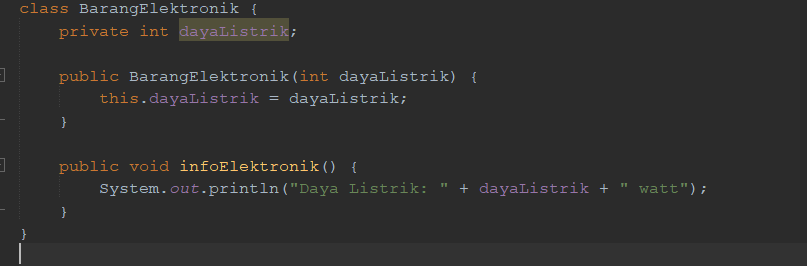 class BarangElektronik {
    private int dayaListrik;
    public BarangElektronik(int dayaListrik) {
        this.dayaListrik = dayaListrik;
    }
    public void infoElektronik() {
        System.out.println("Daya Listrik: " + dayaListrik + " watt");
    }
}